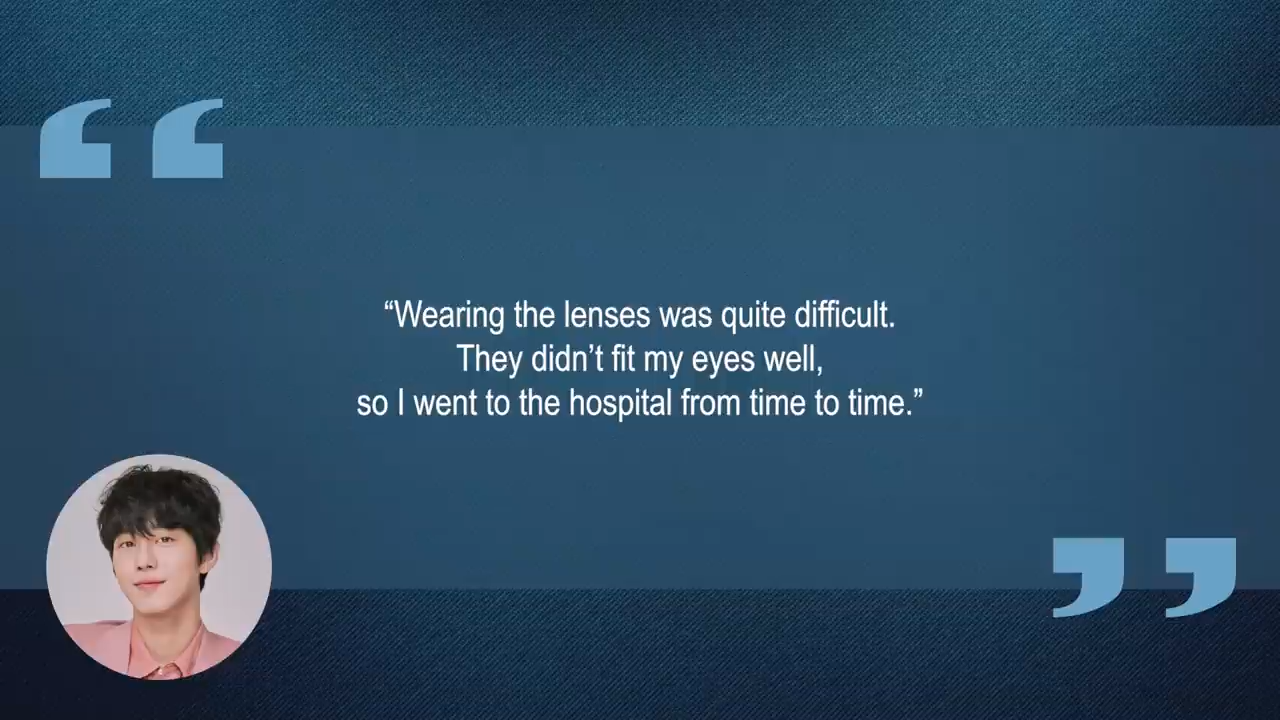 “Wearing the lenses was quite difficult.
They didn’t fit my eyes well,
so I went to the hospital from time to time.”